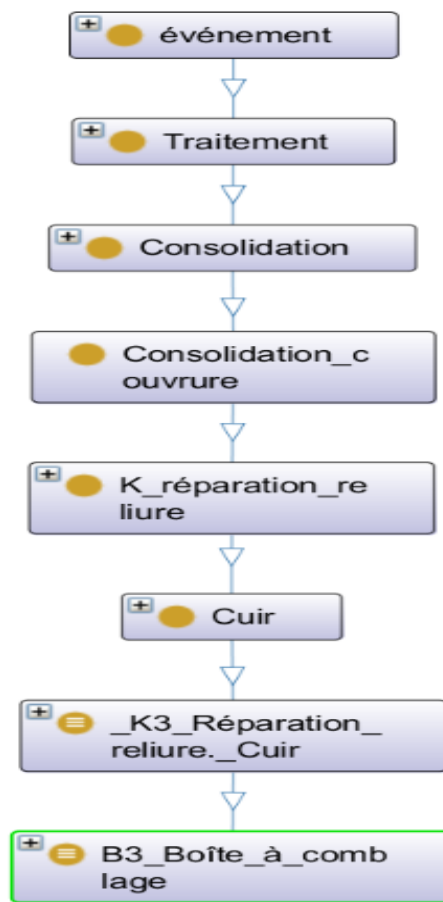 événement
Traitement
Consolidation
Consolidation_c
ouvrure
K_réparation_re
liure
Cuir
_K3_Réparation_
reliure._Cuir
B3_Boîte_à_comb
lage